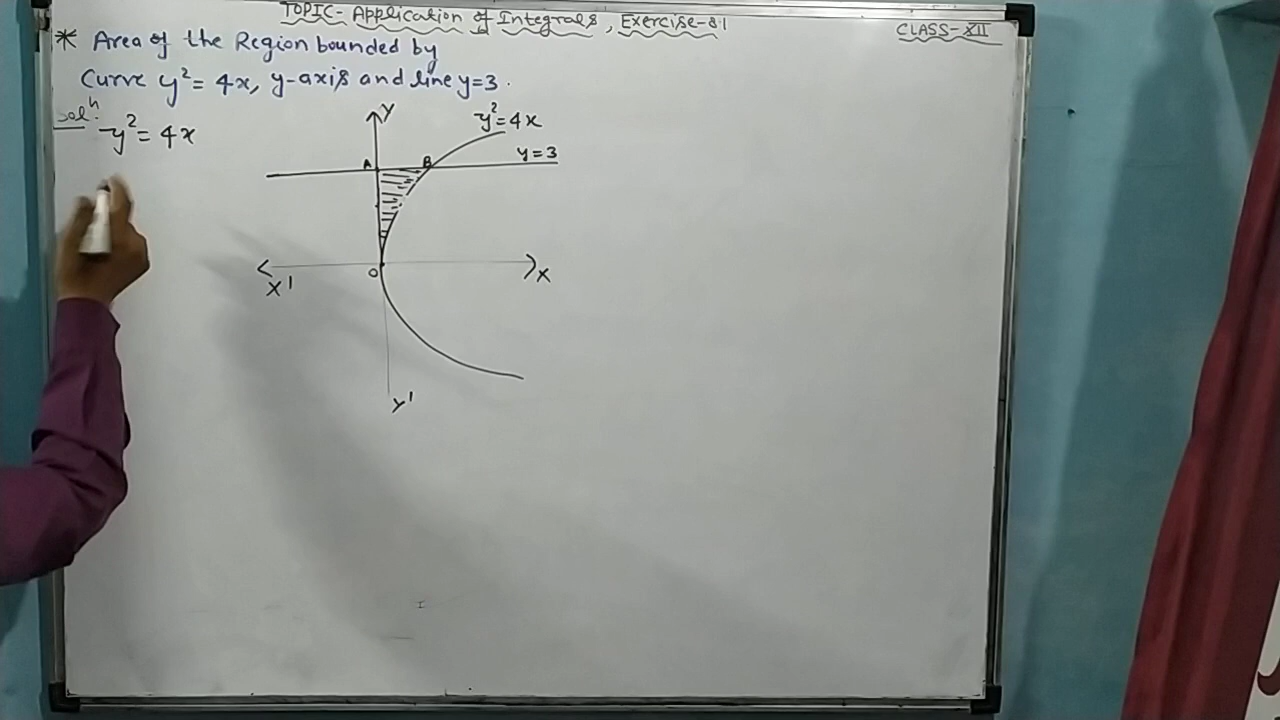 TOPIC- Application of Integrals, Exercise-8.1
CLASS-XII
* Area of the Region bounded by
Curve y²= 4x, y-axis and line y=3.
Solⁿ.
y²= 4x
Y
y²=4x
A
B
y=3
O
X'
X
Y'